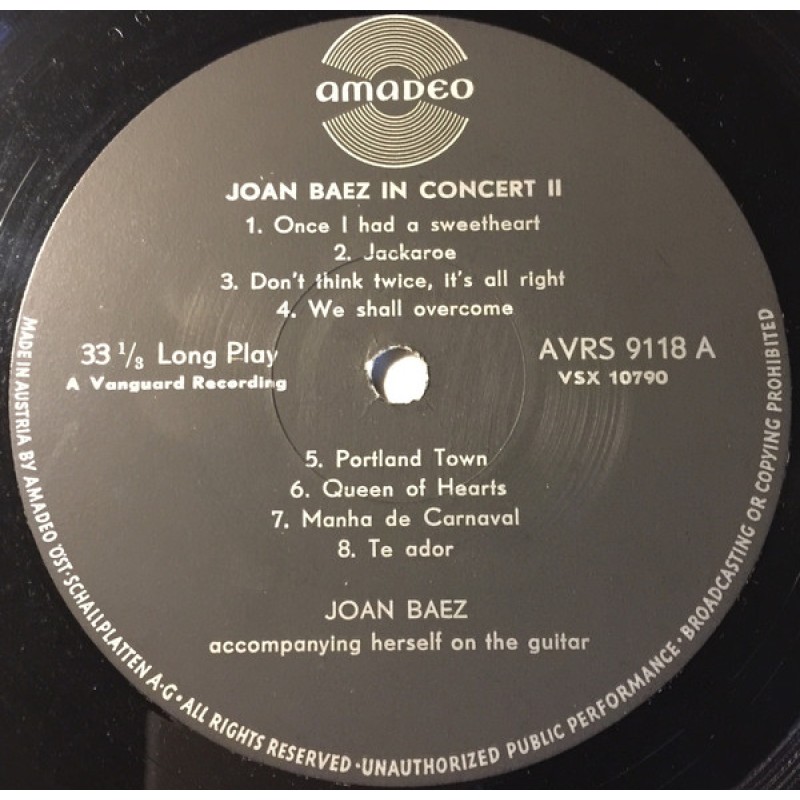 AMADEO
JOAN BAEZ IN CONCERT II
1. Once I had a sweetheart
2. Jackaroe
3. Don't think twice, it's all right
4. We shall overcome
33 1/3 Long Play
A Vanguard Recording
AVRS 9118 A
VSX 10790
5. Portland Town
6. Queen of Hearts
7. Manha de Carnaval
8. Te ador
JOAN BAEZ
accompanying herself on the guitar
MADE IN AUSTRIA BY AMADEO ÖST·SCHALLPLATTEN A·G·ALL RIGHTS RESERVED·UNAUTHORIZED PUBLIC PERFORMANCE·BROADCASTING OR COPYING PROHIBITED